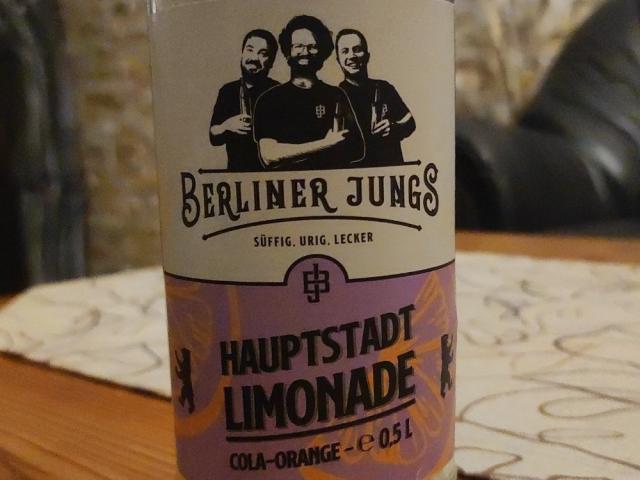 BERLINER JUNGS
SÜFFIG. URIG. LECKER
HAUPTSTADT
LIMONADE
COLA-ORANGE - ℮ 0,5 L